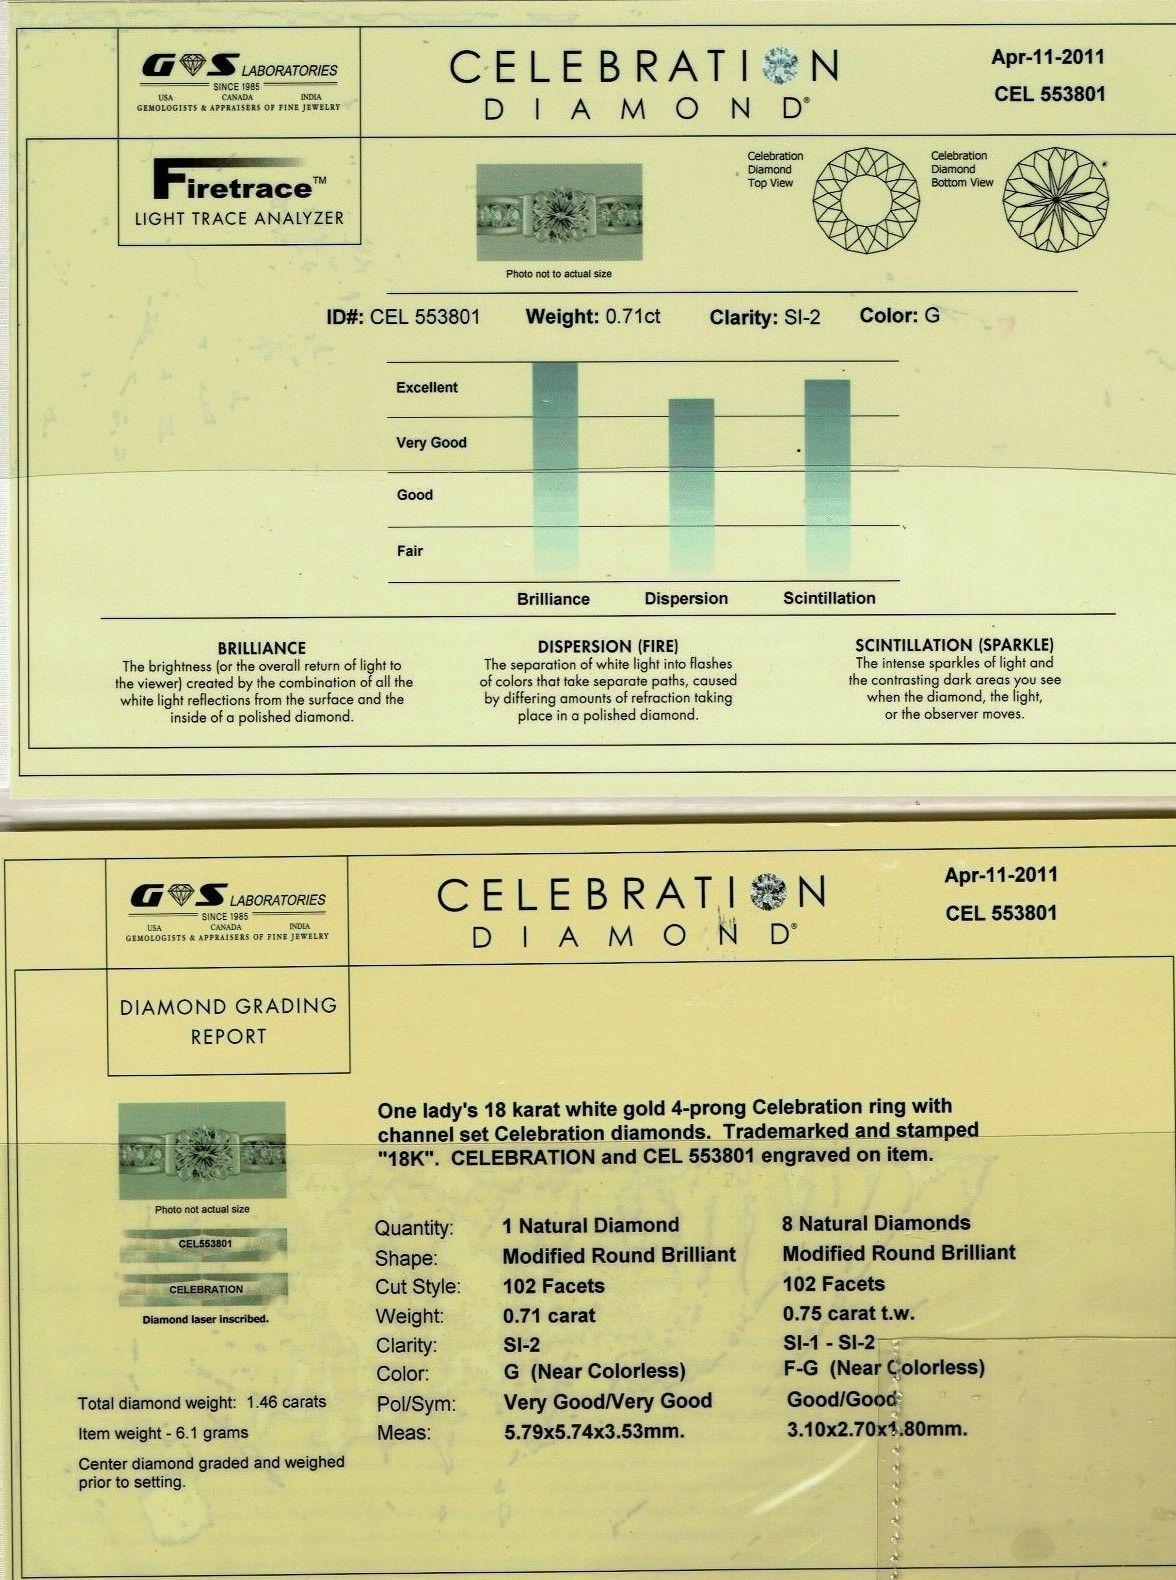 GS LABORATORIES
SINCE 1985
USA CANADA INDIA
GEMOLOGISTS & APPRAISERS OF FINE JEWELRY
CELEBRATION
DIAMOND®
Apr-11-2011
CEL 553801
Firetrace™
LIGHT TRACE ANALYZER
Photo not to actual size
Celebration
Diamond
Top View
Celebration
Diamond
Bottom View
ID#: CEL 553801 Weight: 0.71ct Clarity: SI-2 Color: G
Excellent
Very Good
Good
Fair
Brilliance Dispersion Scintillation
BRILLIANCE
The brightness (or the overall return of light to
the viewer) created by the combination of all the
white light reflections from the surface and the
inside of a polished diamond.
DISPERSION (FIRE)
The separation of white light into flashes
of colors that take separate paths, caused
by differing amounts of refraction taking
place in a polished diamond.
SCINTILLATION (SPARKLE)
The intense sparkles of light and
the contrasting dark areas you see
when the diamond, the light,
or the observer moves.
GS LABORATORIES
SINCE 1985
USA CANADA INDIA
GEMOLOGISTS & APPRAISERS OF FINE JEWELRY
CELEBRATION
DIAMOND®
Apr-11-2011
CEL 553801
DIAMOND GRADING
REPORT
Photo not actual size
CEL553801
CELEBRATION
Diamond laser inscribed.
Total diamond weight: 1.46 carats
Item weight - 6.1 grams
Center diamond graded and weighed
prior to setting.
One lady's 18 karat white gold 4-prong Celebration ring with
channel set Celebration diamonds. Trademarked and stamped
"18K". CELEBRATION and CEL 553801 engraved on item.
Quantity: 1 Natural Diamond 8 Natural Diamonds
Shape: Modified Round Brilliant Modified Round Brilliant
Cut Style: 102 Facets 102 Facets
Weight: 0.71 carat 0.75 carat t.w.
Clarity: SI-2 SI-1 - SI-2
Color: G (Near Colorless) F-G (Near Colorless)
Pol/Sym: Very Good/Very Good Good/Good
Meas: 5.79x5.74x3.53mm. 3.10x2.70x1.80mm.